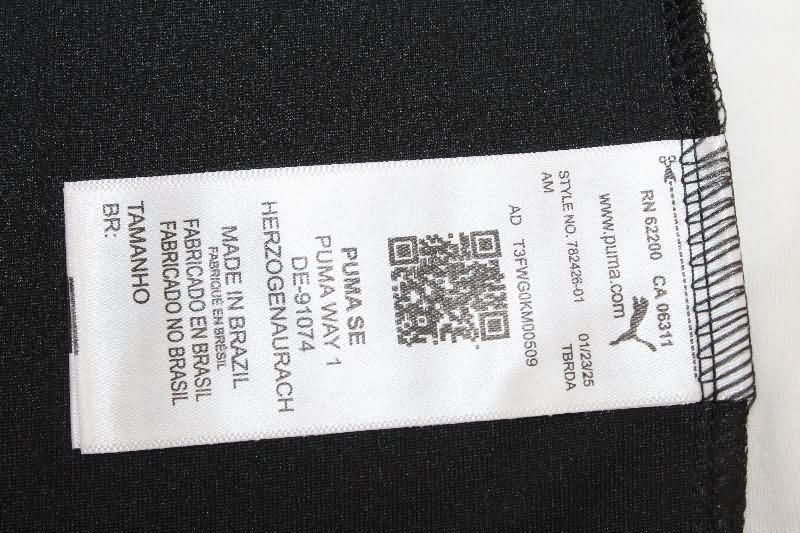 RN 62200 CA 06311
www.puma.com
01/23/25
TBRDA
STYLE NO. 782426-01
AM
AD T3FWG0KM00509
PUMA SE
PUMA WAY 1
DE-91074
HERZOGENAURACH
MADE IN BRAZIL
FABRIQUE EN BRESIL
FABRICADO EN BRASIL
FABRICADO NO BRASIL
TAMANHO
BR: